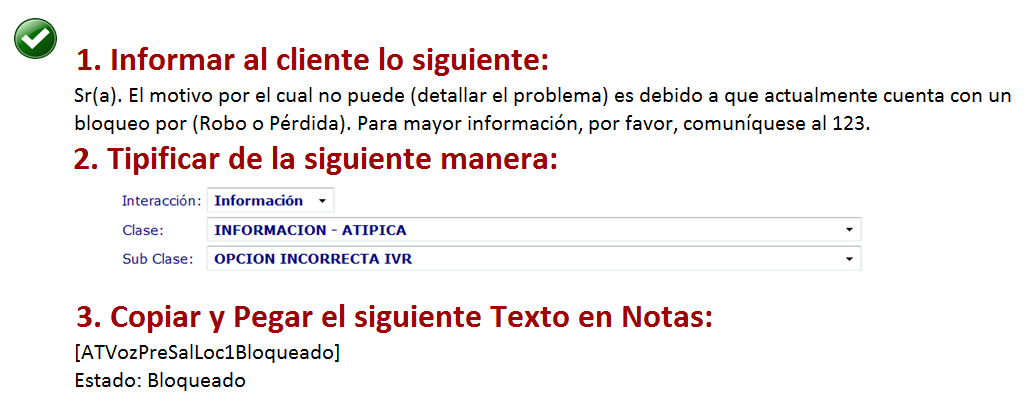 1. Informar al cliente lo siguiente:
Sr(a). El motivo por el cual no puede (detallar el problema) es debido a que actualmente cuenta con un
bloqueo por (Robo o Pérdida). Para mayor información, por favor, comuníquese al 123.
2. Tipificar de la siguiente manera:
Interacción: Información
Clase: INFORMACION - ATIPICA
Sub Clase: OPCION INCORRECTA IVR
3. Copiar y Pegar el siguiente Texto en Notas:
[ATVozPreSalLoc1Bloqueado]
Estado: Bloqueado